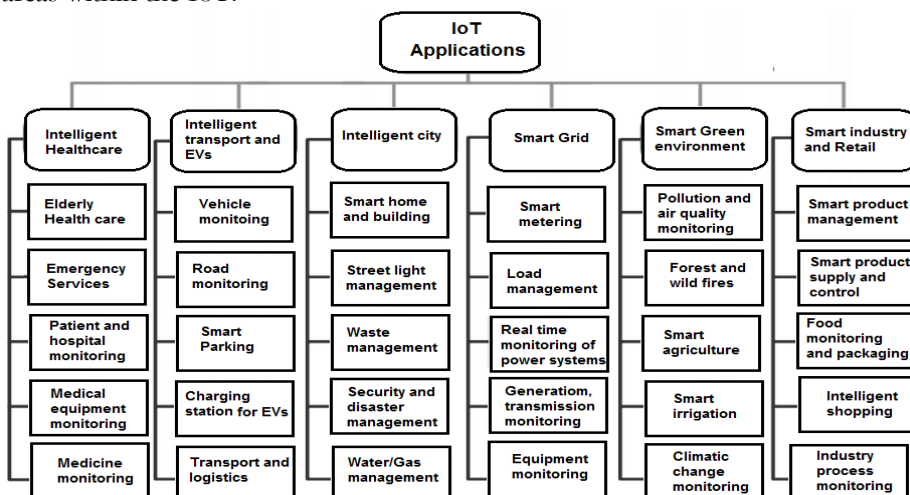 areas within the IoT.
IoT
Applications
Intelligent
Healthcare
Intelligent
transport and
EVs
Intelligent city
Smart Grid
Smart Green
environment
Smart industry
and Retail
Elderly
Health care
Vehicle
monitoing
Smart home
and building
Smart
metering
Pollution and
air quality
monitoring
Smart product
management
Emergency
Services
Road
monitoring
Street light
management
Load
management
Forest and
wild fires
Smart product
supply and
control
Patient and
hospital
monitoring
Smart
Parking
Waste
management
Real time
monitoring of
power systems
Smart
agriculture
Food
monitoring
and packaging
Medical
equipment
monitoring
Charging
station for EVs
Security and
disaster
management
Generatiom,
transmission
monitoring
Smart
irrigation
Intelligent
shopping
Medicine
monitoring
Transport and
logistics
Water/Gas
management
Equipment
monitoring
Climatic
change
monitoring
Industry
process
monitoring